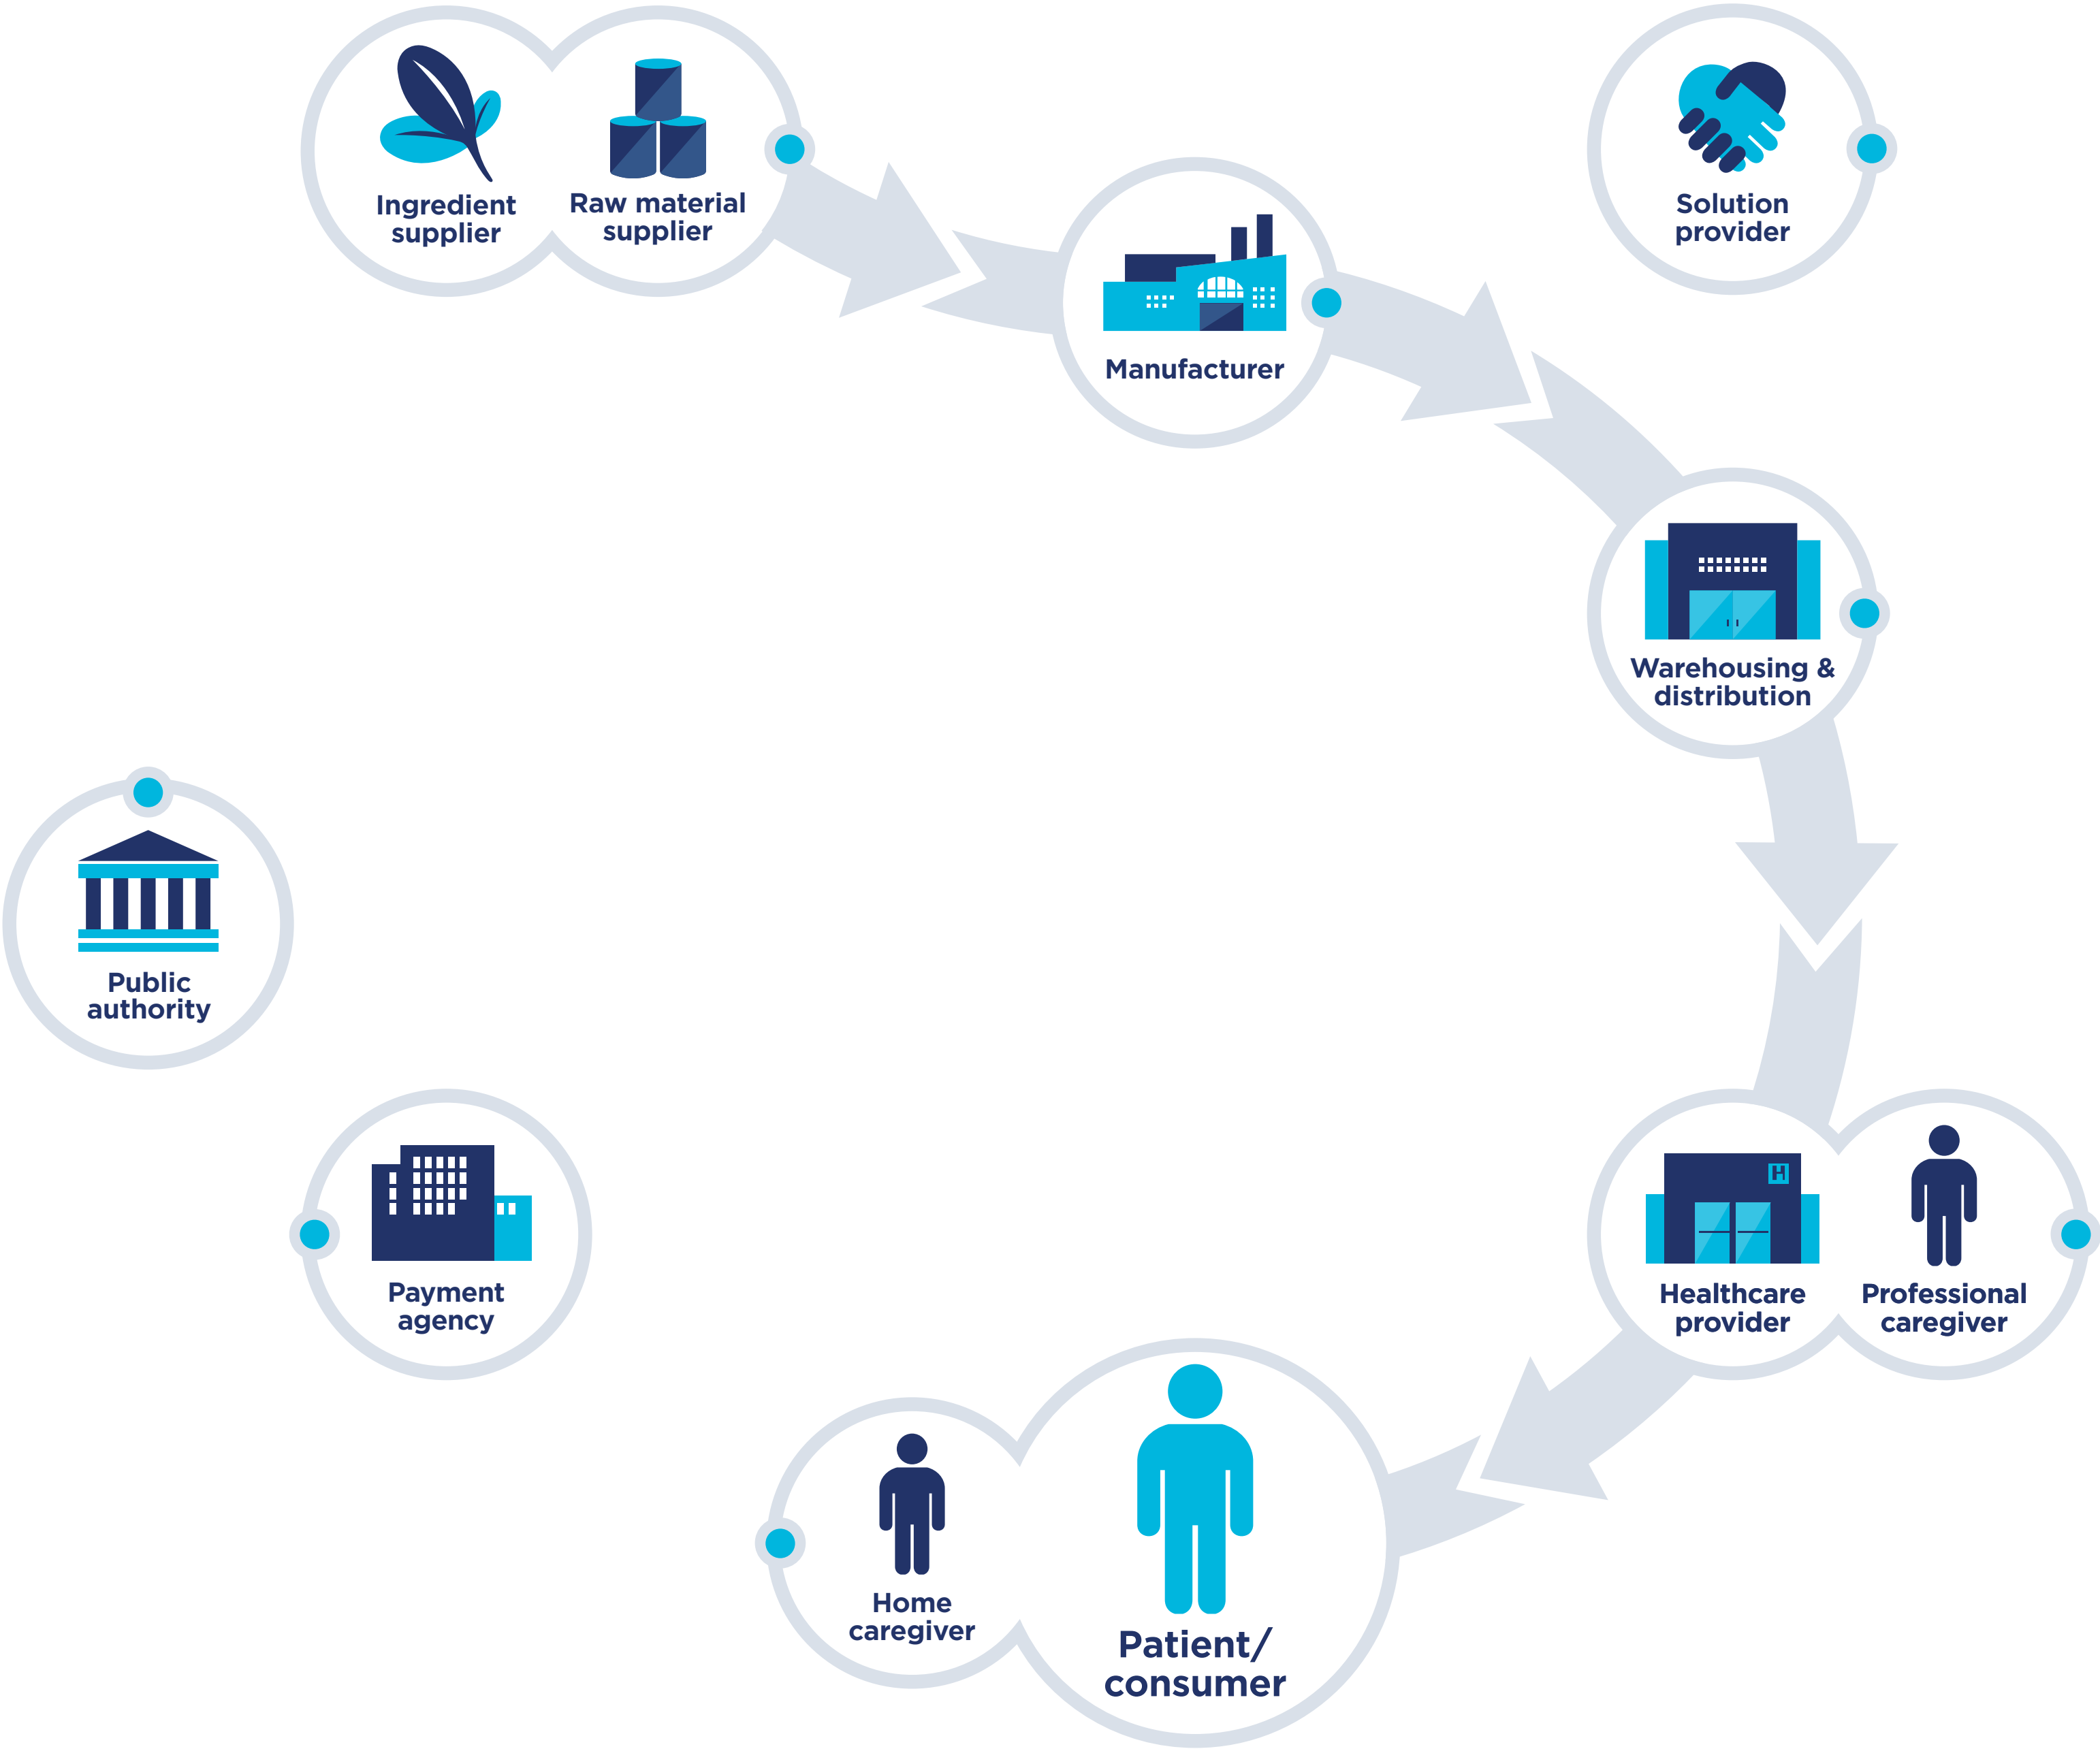 Ingredient
supplier
Raw material
supplier
Solution
provider
Manufacturer
Warehousing &
distribution
Public
authority
Payment
agency
Healthcare
provider
Professional
caregiver
Home
caregiver
Patient/
consumer
H